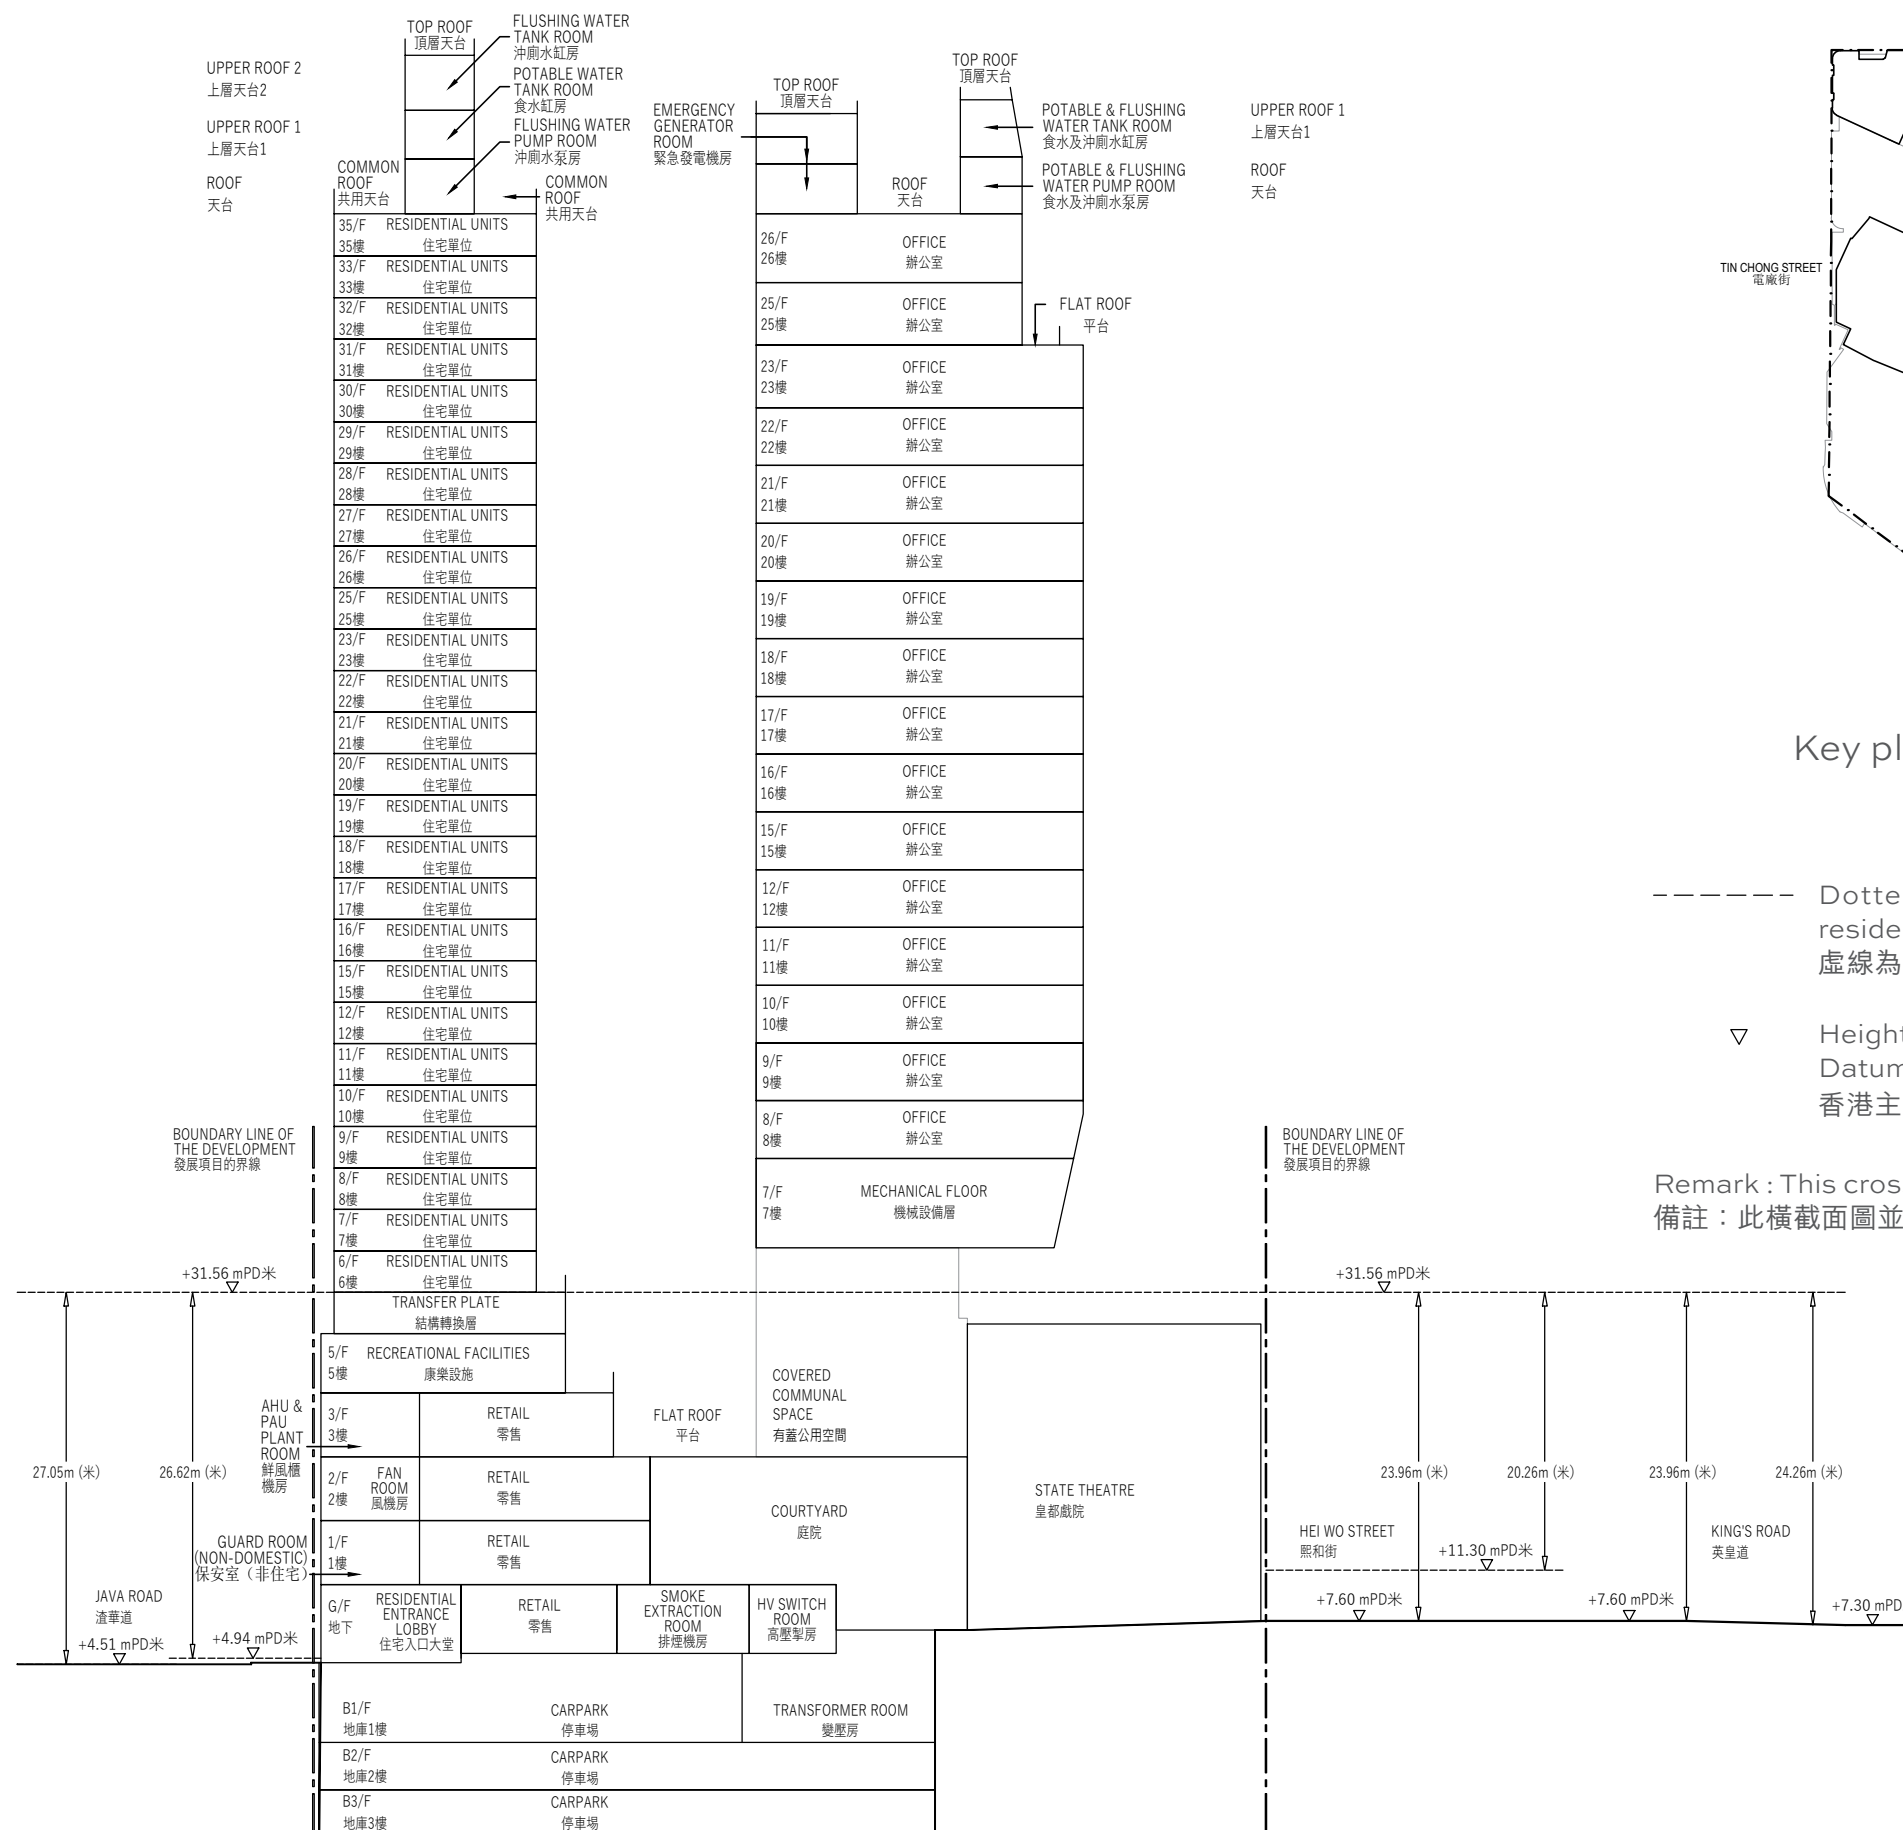 TOP ROOF
頂層天台
FLUSHING WATER
TANK ROOM
沖廁水缸房
UPPER ROOF 2
上層天台2
POTABLE WATER
TANK ROOM
食水缸房
UPPER ROOF 1
上層天台1
FLUSHING WATER
PUMP ROOM
沖廁水泵房
COMMON
ROOF
共用天台
ROOF
天台
COMMON
ROOF
共用天台
35/F RESIDENTIAL UNITS
35樓 住宅單位
33/F RESIDENTIAL UNITS
33樓 住宅單位
32/F RESIDENTIAL UNITS
32樓 住宅單位
31/F RESIDENTIAL UNITS
31樓 住宅單位
30/F RESIDENTIAL UNITS
30樓 住宅單位
29/F RESIDENTIAL UNITS
29樓 住宅單位
28/F RESIDENTIAL UNITS
28樓 住宅單位
27/F RESIDENTIAL UNITS
27樓 住宅單位
26/F RESIDENTIAL UNITS
26樓 住宅單位
25/F RESIDENTIAL UNITS
25樓 住宅單位
23/F RESIDENTIAL UNITS
23樓 住宅單位
22/F RESIDENTIAL UNITS
22樓 住宅單位
21/F RESIDENTIAL UNITS
21樓 住宅單位
20/F RESIDENTIAL UNITS
20樓 住宅單位
19/F RESIDENTIAL UNITS
19樓 住宅單位
18/F RESIDENTIAL UNITS
18樓 住宅單位
17/F RESIDENTIAL UNITS
17樓 住宅單位
16/F RESIDENTIAL UNITS
16樓 住宅單位
15/F RESIDENTIAL UNITS
15樓 住宅單位
12/F RESIDENTIAL UNITS
12樓 住宅單位
11/F RESIDENTIAL UNITS
11樓 住宅單位
10/F RESIDENTIAL UNITS
10樓 住宅單位
9/F RESIDENTIAL UNITS
9樓 住宅單位
8/F RESIDENTIAL UNITS
8樓 住宅單位
7/F RESIDENTIAL UNITS
7樓 住宅單位
6/F RESIDENTIAL UNITS
6樓 住宅單位
TRANSFER PLATE
結構轉換層
5/F RECREATIONAL FACILITIES
5樓 康樂設施
3/F RETAIL
3樓 零售
2/F FAN
ROOM
2樓 風機房
RETAIL
零售
1/F RETAIL
1樓 零售
G/F
地下
RESIDENTIAL
ENTRANCE
LOBBY
住宅入口大堂
RETAIL
零售
SMOKE
EXTRACTION
ROOM
排煙機房
HV SWITCH
ROOM
高壓掣房
B1/F CARPARK
地庫1樓 停車場
TRANSFORMER ROOM
變壓房
B2/F CARPARK
地庫2樓 停車場
B3/F CARPARK
地庫3樓 停車場
BOUNDARY LINE OF
THE DEVELOPMENT
發展項目的界線
+31.56 mPD米
AHU &
PAU
PLANT
ROOM
鮮風櫃
機房
27.05m (米)
26.62m (米)
GUARD ROOM
(NON-DOMESTIC)
保安室（非住宅）
JAVA ROAD
渣華道
+4.51 mPD米
+4.94 mPD米
FLAT ROOF
平台
COVERED
COMMUNAL
SPACE
有蓋公用空間
COURTYARD
庭院
STATE THEATRE
皇都戲院
TOP ROOF
頂層天台
EMERGENCY
GENERATOR
ROOM
緊急發電機房
TOP ROOF
頂層天台
POTABLE & FLUSHING
WATER TANK ROOM
食水及沖廁水缸房
UPPER ROOF 1
上層天台1
ROOF
天台
POTABLE & FLUSHING
WATER PUMP ROOM
食水及沖廁水泵房
ROOF
天台
26/F OFFICE
26樓 辦公室
25/F OFFICE
25樓 辦公室
FLAT ROOF
平台
23/F OFFICE
23樓 辦公室
22/F OFFICE
22樓 辦公室
21/F OFFICE
21樓 辦公室
20/F OFFICE
20樓 辦公室
19/F OFFICE
19樓 辦公室
18/F OFFICE
18樓 辦公室
17/F OFFICE
17樓 辦公室
16/F OFFICE
16樓 辦公室
15/F OFFICE
15樓 辦公室
12/F OFFICE
12樓 辦公室
11/F OFFICE
11樓 辦公室
10/F OFFICE
10樓 辦公室
9/F OFFICE
9樓 辦公室
8/F OFFICE
8樓 辦公室
7/F MECHANICAL FLOOR
7樓 機械設備層
BOUNDARY LINE OF
THE DEVELOPMENT
發展項目的界線
+31.56 mPD米
23.96m (米)
20.26m (米)
23.96m (米)
24.26m (米)
HEI WO STREET
熙和街
+11.30 mPD米
+7.60 mPD米
KING'S ROAD
英皇道
+7.60 mPD米
+7.30 mPD
TIN CHONG STREET
電廠街
Key pl
Dotte
reside
虛線為
Height
Datum
香港主
Remark : This cros
備註：此橫截面圖並